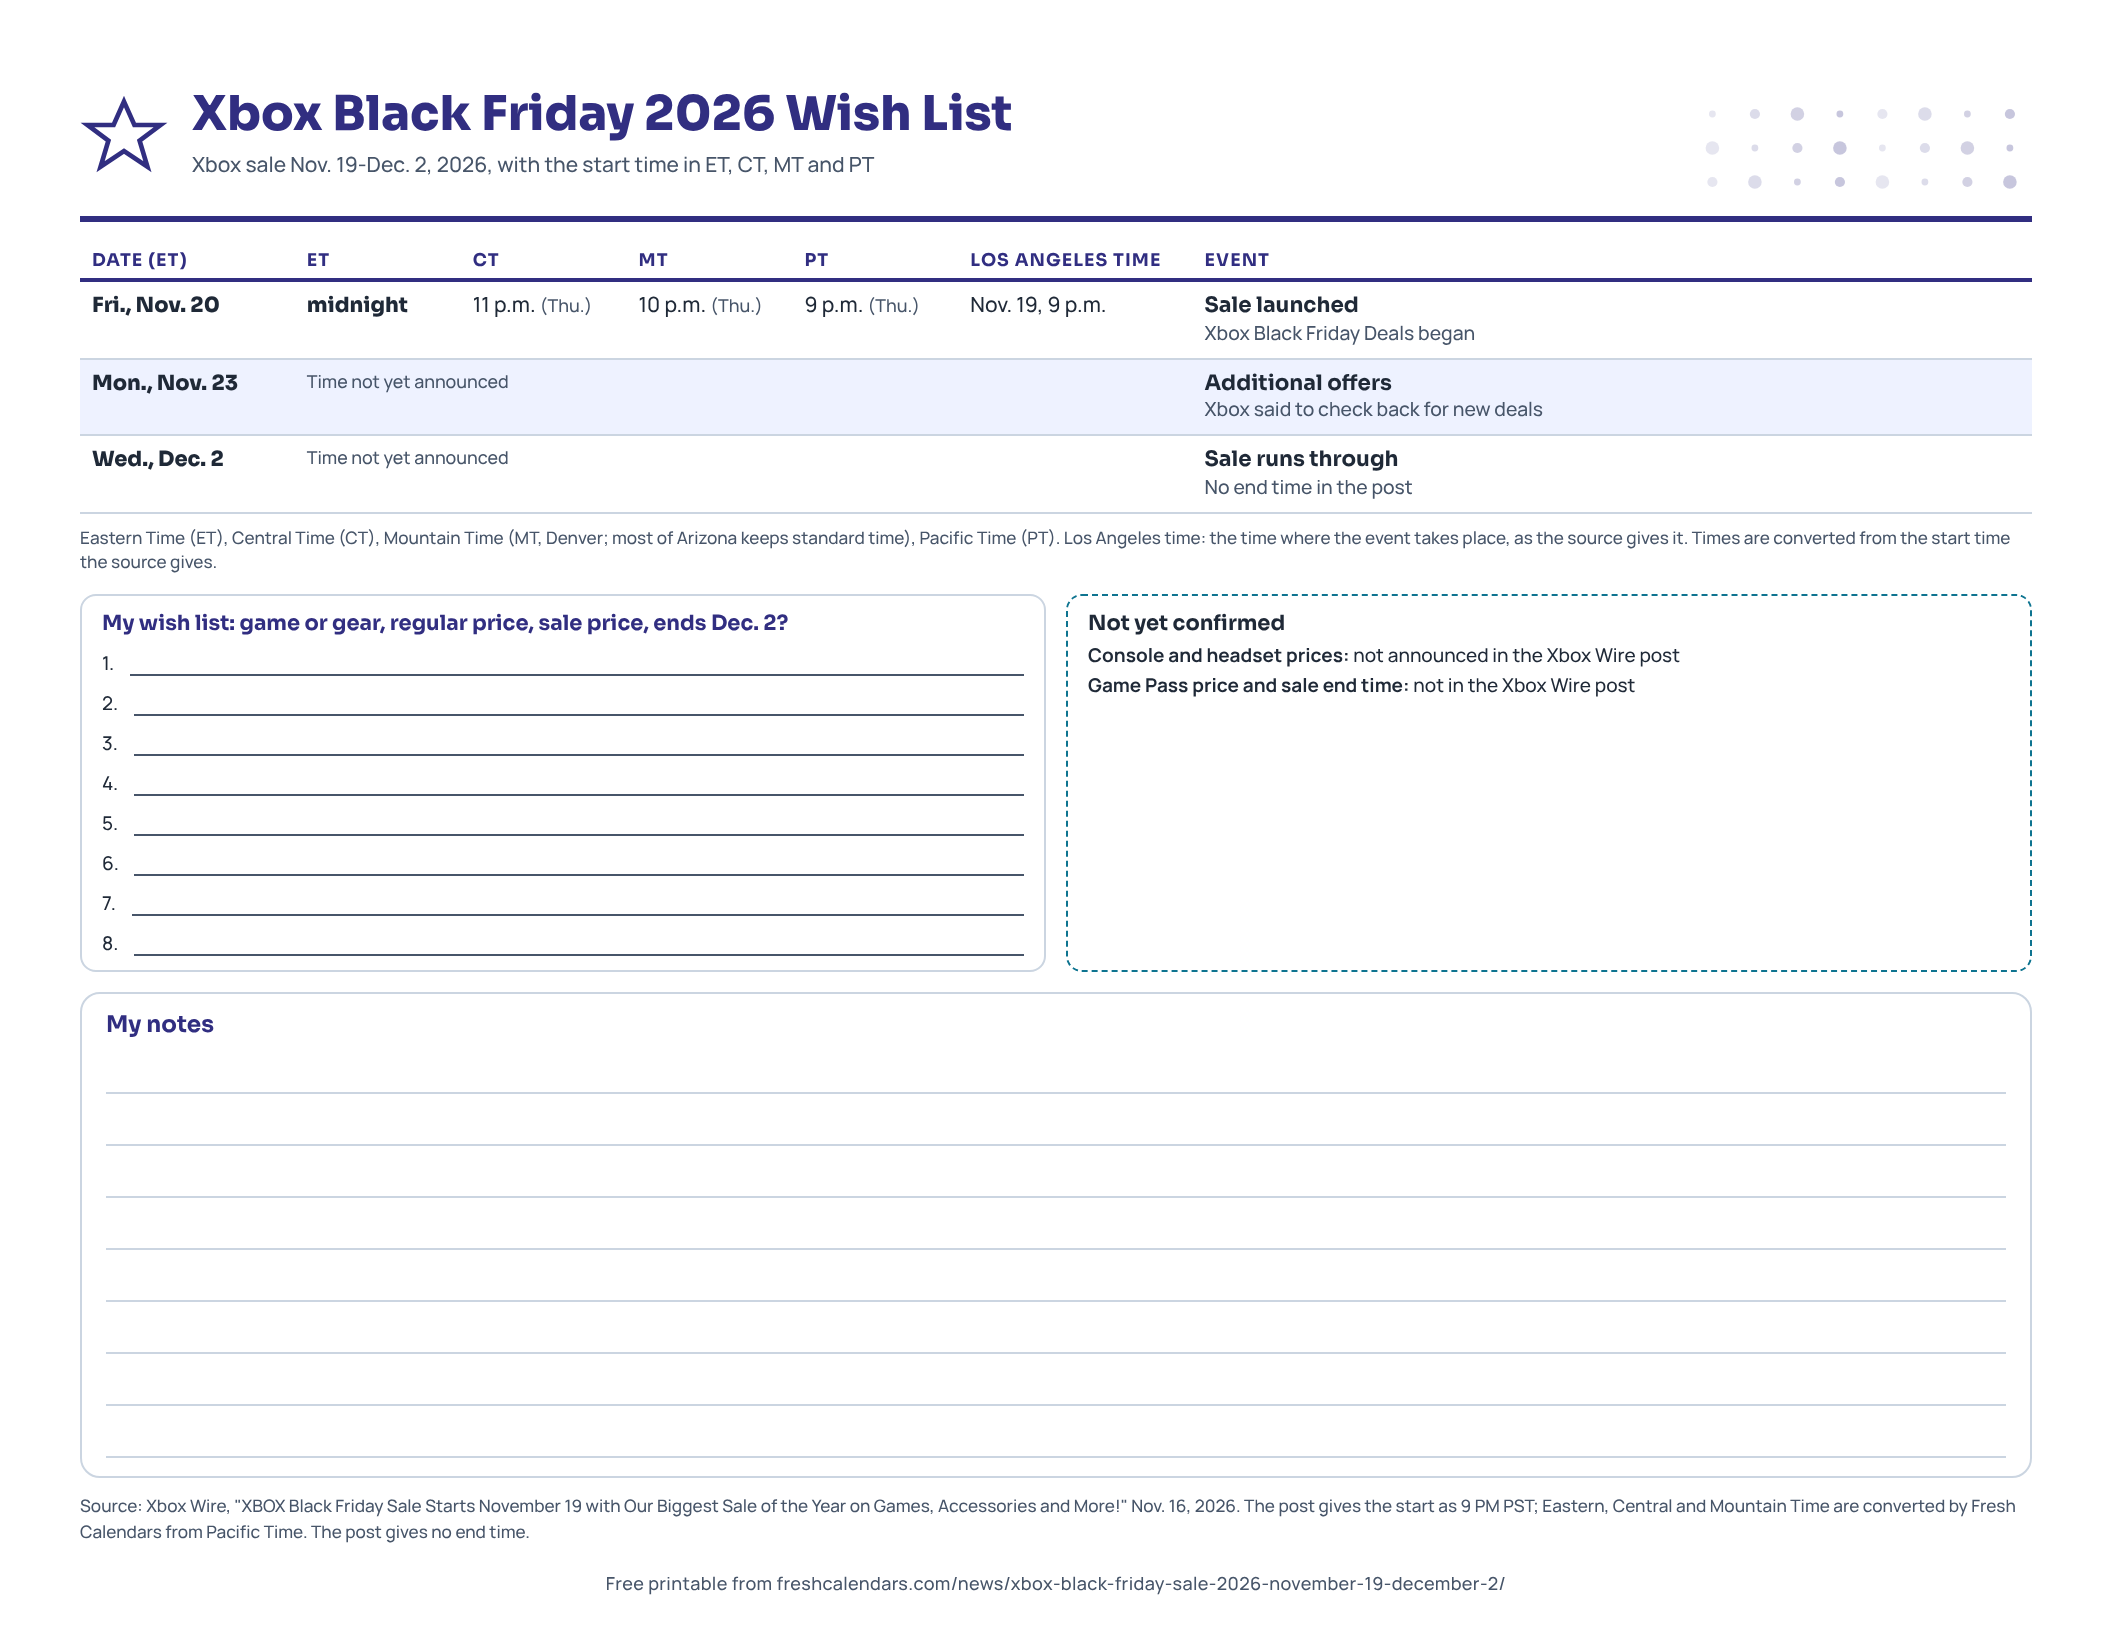 Xbox Black Friday 2026 Wish List
Xbox sale Nov. 19-Dec. 2, 2026, with the start time in ET, CT, MT and PT
DATE (ET) ET CT MT PT LOS ANGELES TIME EVENT
Fri., Nov. 20 midnight 11 p.m. (Thu.) 10 p.m. (Thu.) 9 p.m. (Thu.) Nov. 19, 9 p.m. Sale launched
Xbox Black Friday Deals began
Mon., Nov. 23 Time not yet announced Additional offers
Xbox said to check back for new deals
Wed., Dec. 2 Time not yet announced Sale runs through
No end time in the post
Eastern Time (ET), Central Time (CT), Mountain Time (MT, Denver; most of Arizona keeps standard time), Pacific Time (PT). Los Angeles time: the time where the event takes place, as the source gives it. Times are converted from the start time
the source gives.
My wish list: game or gear, regular price, sale price, ends Dec. 2?
1.
2.
3.
4.
5.
6.
7.
8.
Not yet confirmed
Console and headset prices: not announced in the Xbox Wire post
Game Pass price and sale end time: not in the Xbox Wire post
My notes
Source: Xbox Wire, "XBOX Black Friday Sale Starts November 19 with Our Biggest Sale of the Year on Games, Accessories and More!" Nov. 16, 2026. The post gives the start as 9 PM PST; Eastern, Central and Mountain Time are converted by Fresh
Calendars from Pacific Time. The post gives no end time.
Free printable from freshcalendars.com/news/xbox-black-friday-sale-2026-november-19-december-2/